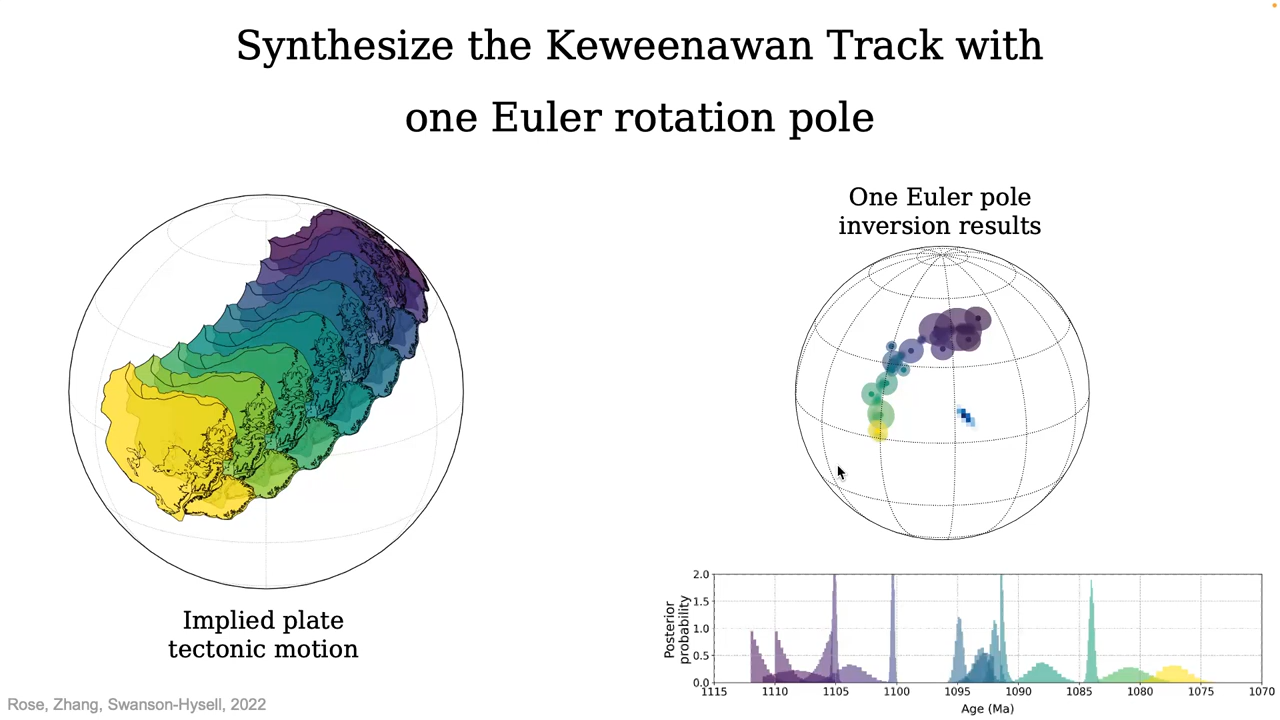 Synthesize the Keweenawan Track with
one Euler rotation pole
One Euler pole
inversion results
Implied plate
tectonic motion
Posterior
probability
2.0
1.5
1.0
0.5
0.0
1115 1110 1105 1100 1095 1090 1085 1080 1075 1070
Age (Ma)
Rose, Zhang, Swanson-Hysell, 2022